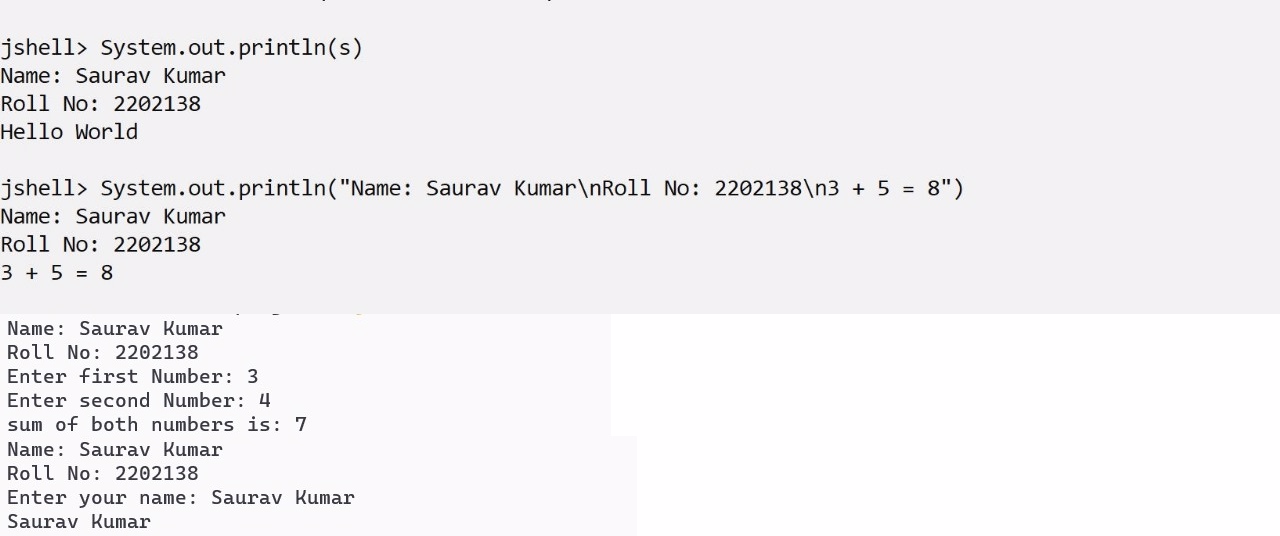 jshell> System.out.println(s)
Name: Saurav Kumar
Roll No: 2202138
Hello World
jshell> System.out.println("Name: Saurav Kumar\nRoll No: 2202138\n3 + 5 = 8")
Name: Saurav Kumar
Roll No: 2202138
3 + 5 = 8
Name: Saurav Kumar
Roll No: 2202138
Enter first Number: 3
Enter second Number: 4
sum of both numbers is: 7
Name: Saurav Kumar
Roll No: 2202138
Enter your name: Saurav Kumar
Saurav Kumar